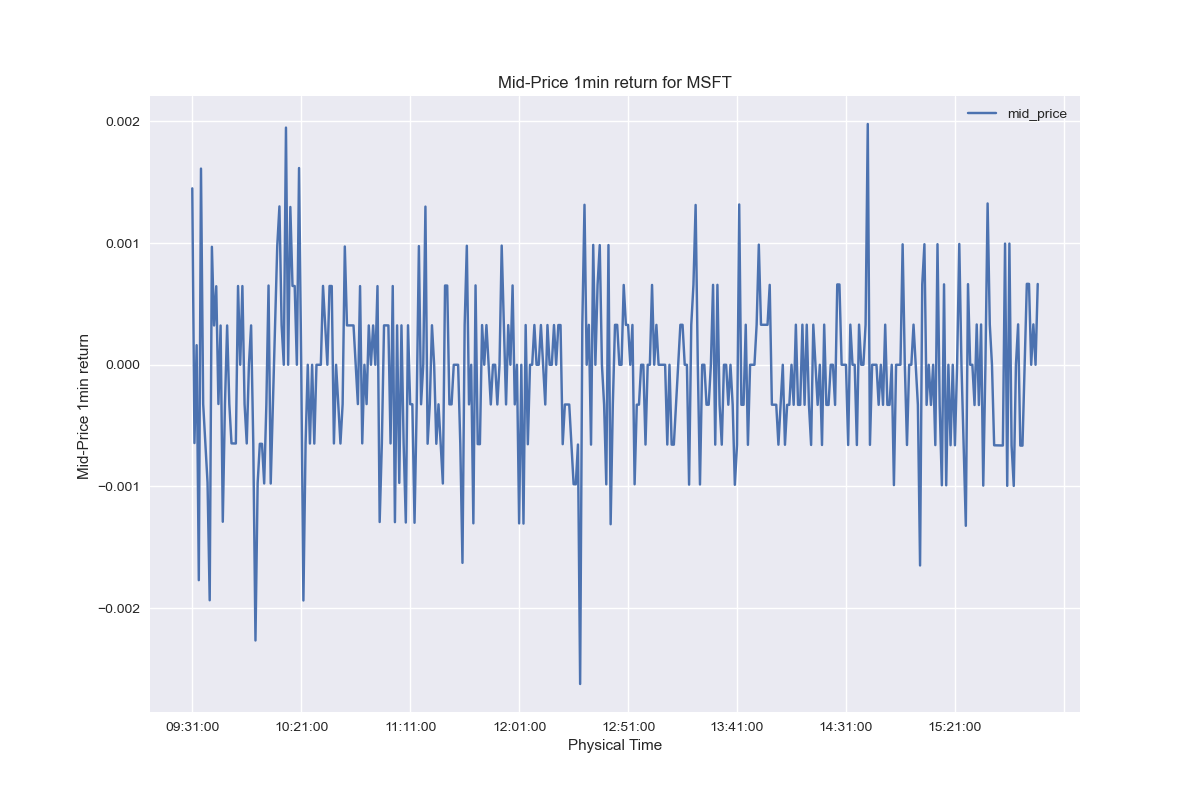 Mid-Price 1min return for MSFT
mid_price
0.002
0.001
0.000
−0.001
−0.002
Mid-Price 1min return
09:31:00 10:21:00 11:11:00 12:01:00 12:51:00 13:41:00 14:31:00 15:21:00
Physical Time